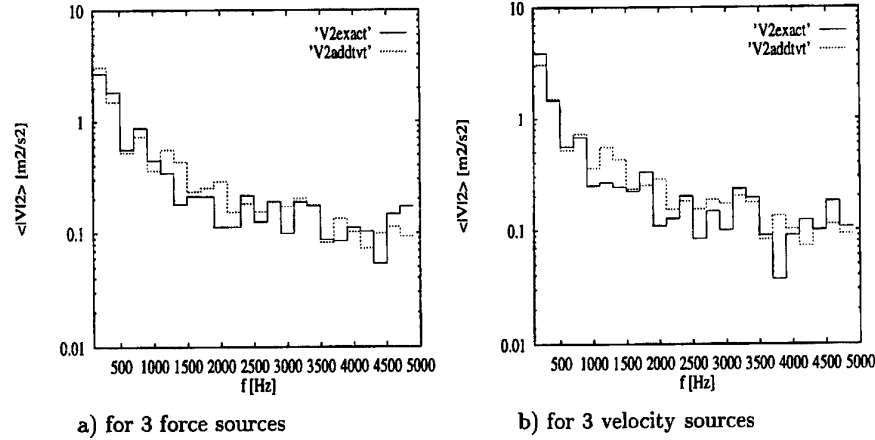 10
1
0.1
0.01
<|V|2> [m2/s2]
'V2exact'
'V2addtvt'
500 1000 1500 2000 2500 3000 3500 4000 4500 5000
f [Hz]
a) for 3 force sources
10
1
0.1
0.01
<|V|2> [m2/s2]
'V2exact'
'V2addtvt'
500 1000 1500 2000 2500 3000 3500 4000 4500 5000
f [Hz]
b) for 3 velocity sources